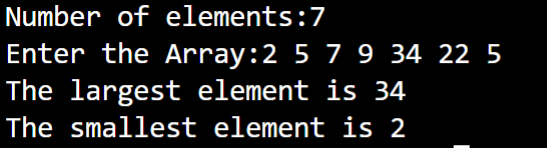 Number of elements:7
Enter the Array:2 5 7 9 34 22 5
The largest element is 34
The smallest element is 2